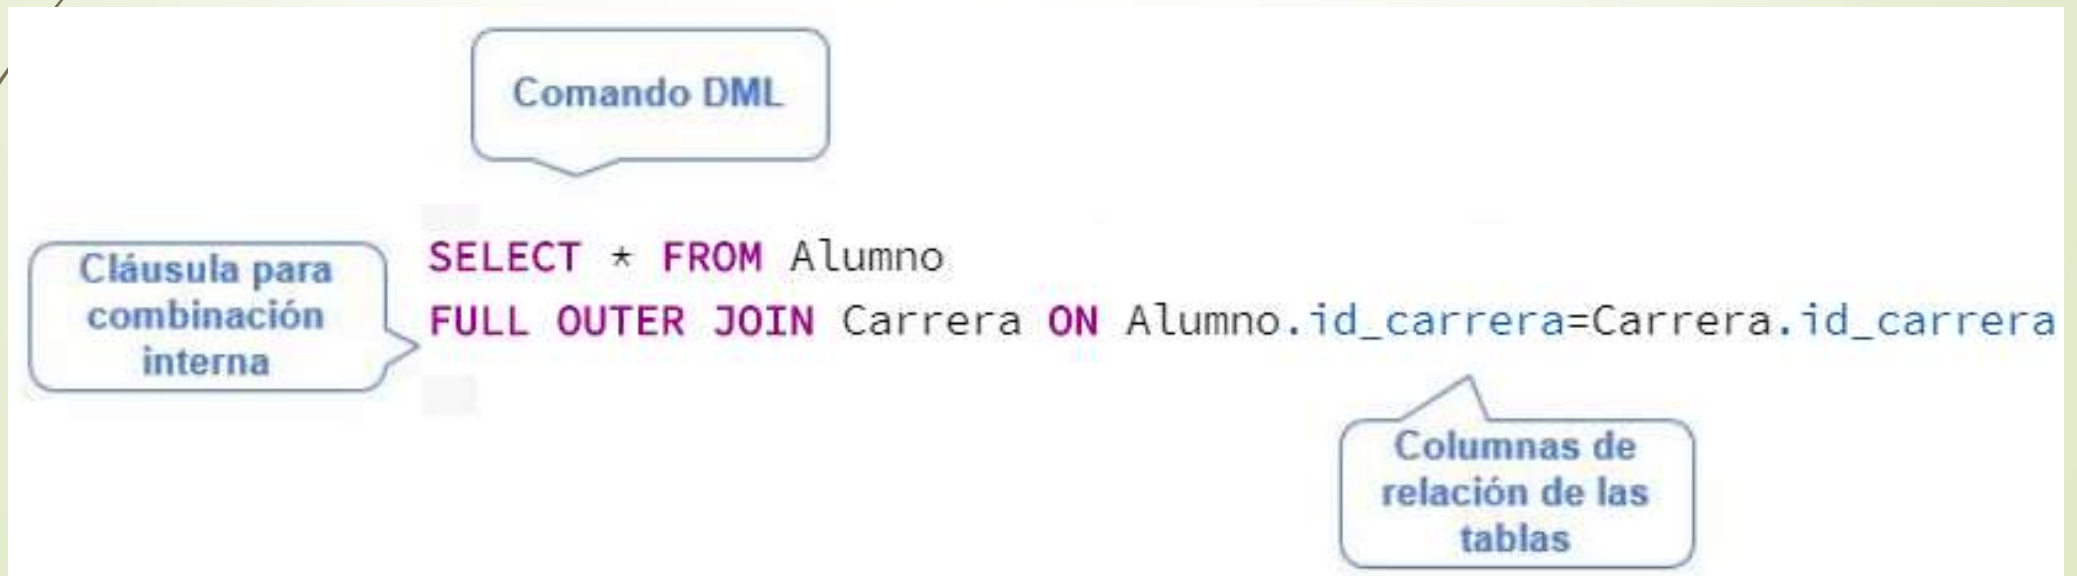 Comando DML
Cláusula para
combinación
interna
SELECT * FROM Alumno
FULL OUTER JOIN Carrera ON Alumno.id_carrera=Carrera.id_carrera
Columnas de
relación de las
tablas